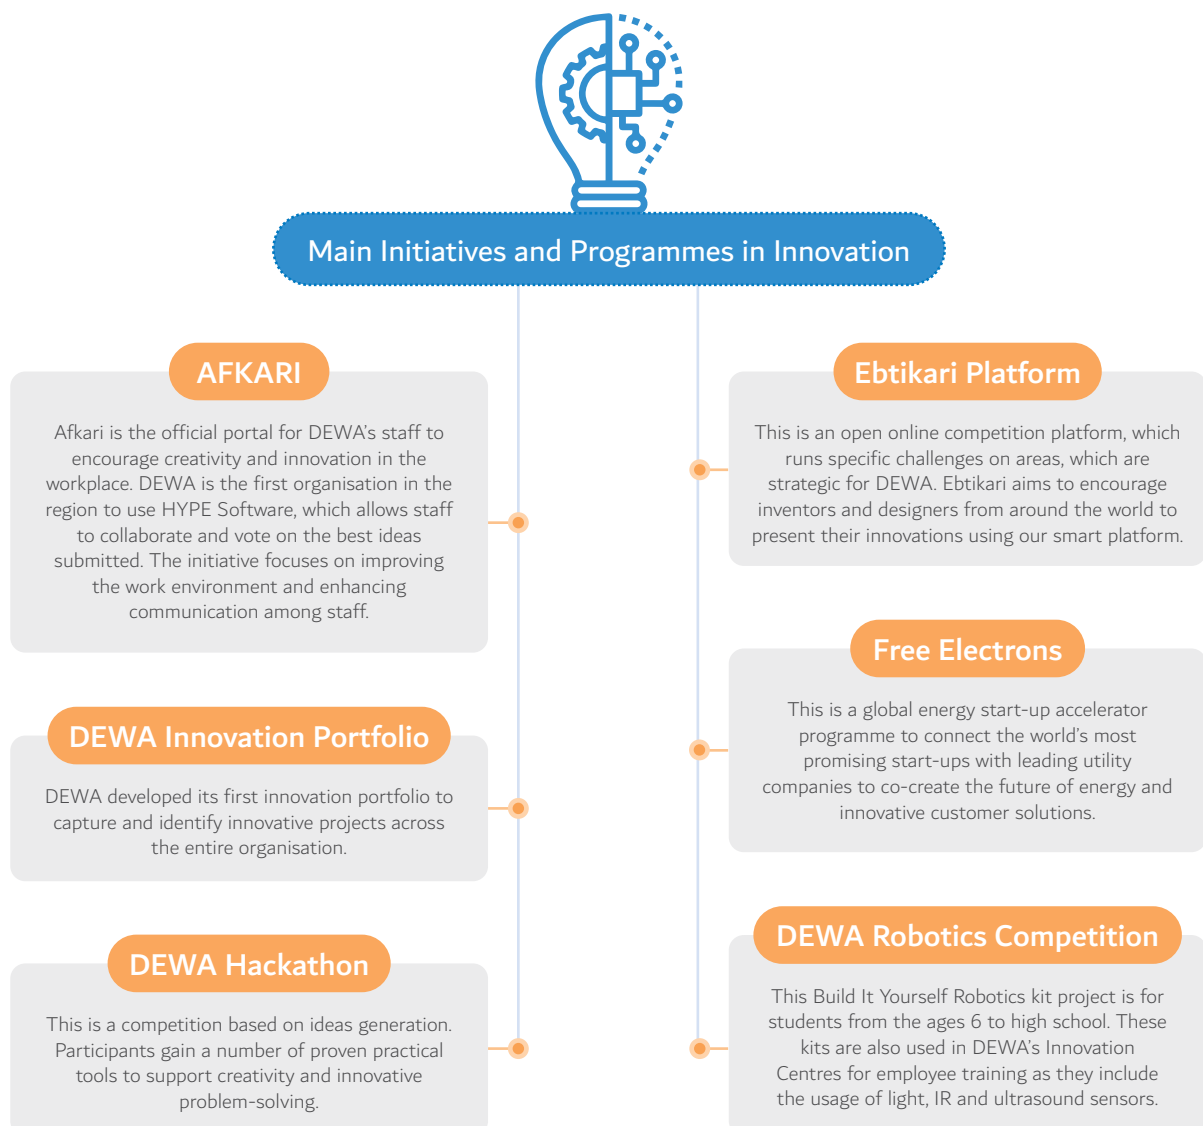 Main Initiatives and Programmes in Innovation
AFKARI
Afkari is the official portal for DEWA's staff to
encourage creativity and innovation in the
workplace. DEWA is the first organisation in the
region to use HYPE Software, which allows staff
to collaborate and vote on the best ideas
submitted. The initiative focuses on improving
the work environment and enhancing
communication among staff.
DEWA Innovation Portfolio
DEWA developed its first innovation portfolio to
capture and identify innovative projects across
the entire organisation.
DEWA Hackathon
This is a competition based on ideas generation.
Participants gain a number of proven practical
tools to support creativity and innovative
problem-solving.
Ebtikari Platform
This is an open online competition platform, which
runs specific challenges on areas, which are
strategic for DEWA. Ebtikari aims to encourage
inventors and designers from around the world to
present their innovations using our smart platform.
Free Electrons
This is a global energy start-up accelerator
programme to connect the world's most
promising start-ups with leading utility
companies to co-create the future of energy and
innovative customer solutions.
DEWA Robotics Competition
This Build It Yourself Robotics kit project is for
students from the ages 6 to high school. These
kits are also used in DEWA's Innovation
Centres for employee training as they include
the usage of light, IR and ultrasound sensors.